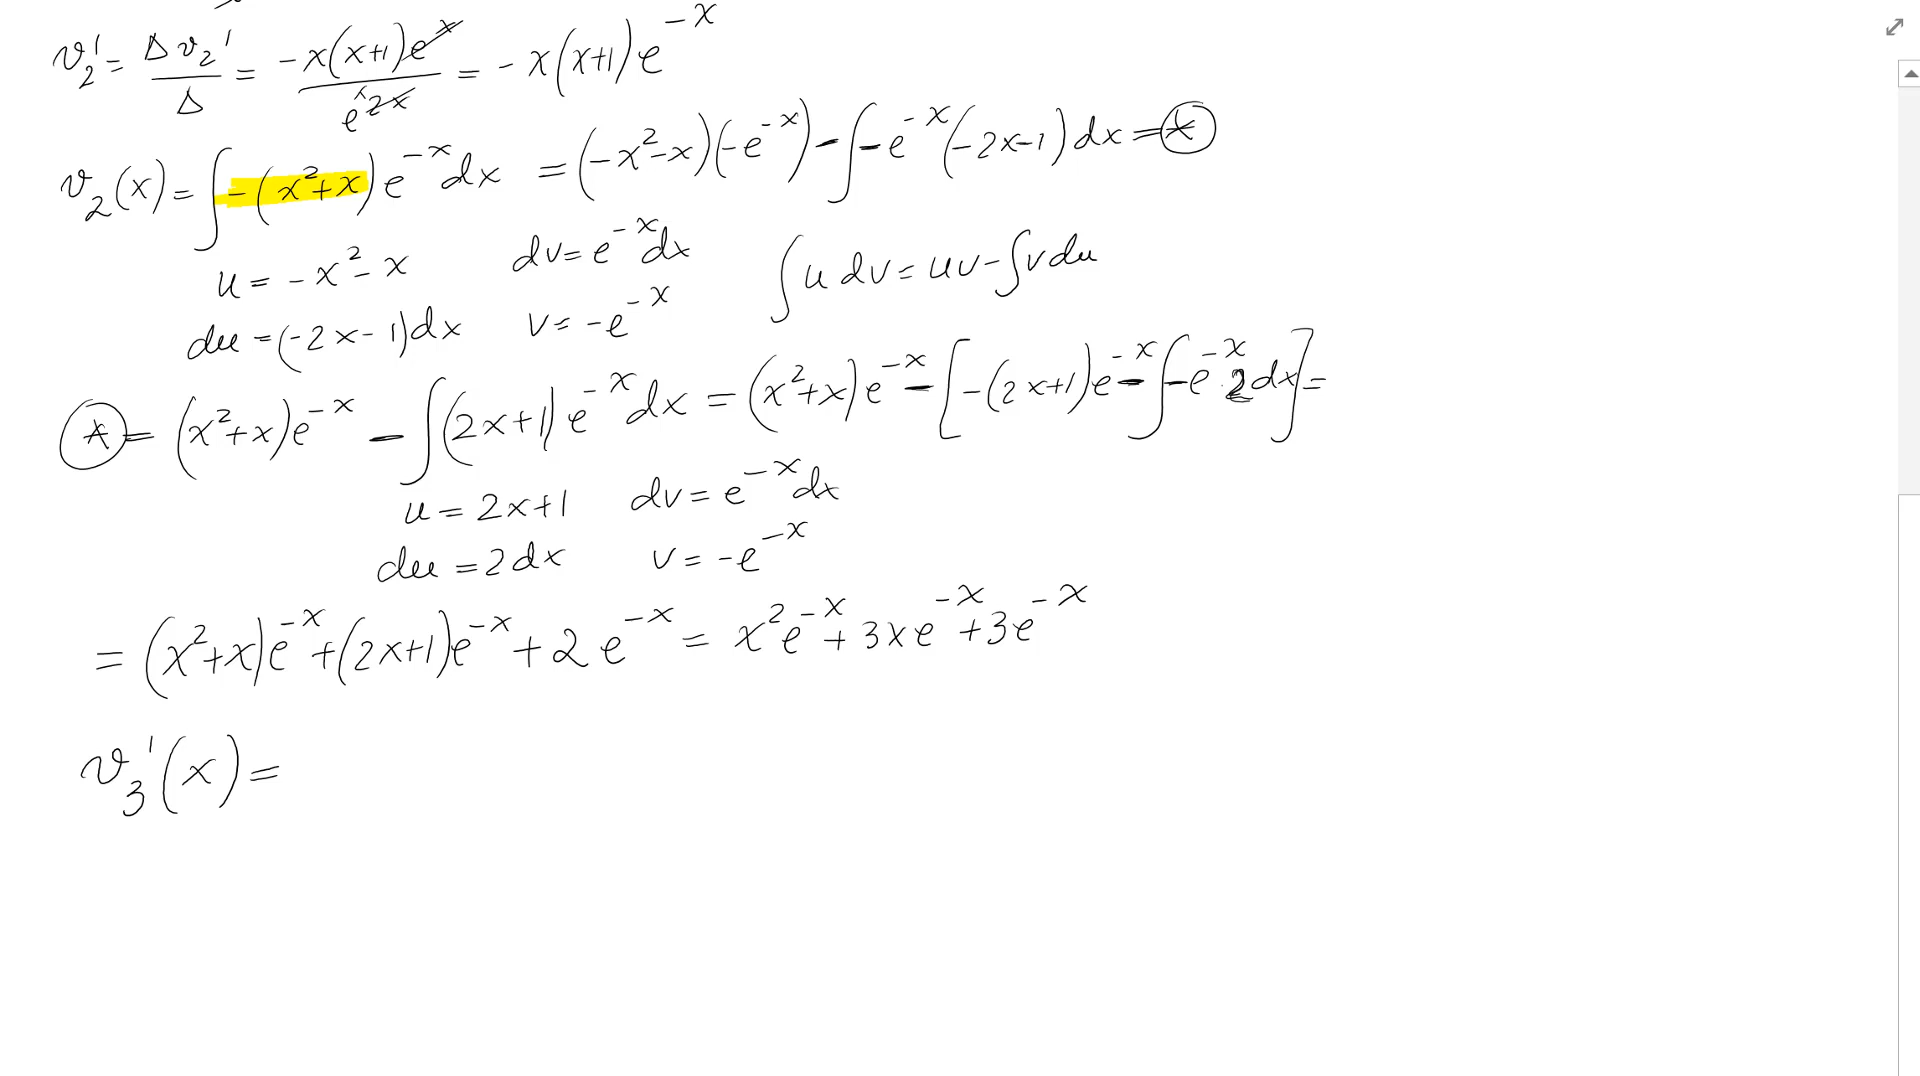 v₂' = Δv₂'/Δ = -x(x+1)eˣ/e^2x = -x(x+1)e^-x
v₂(x) = ∫-(x²+x)e^-x dx = (-x²-x)(-e^-x) - ∫-e^-x(-2x-1)dx = *
u = -x²-x dv = e^-x dx ∫u dv = uv - ∫v du
du = (-2x-1)dx v = -e^-x
* = (x²+x)e^-x - ∫(2x+1)e^-x dx = (x²+x)e^-x - [-(2x+1)e^-x - ∫-e^-x·2dx] =
u = 2x+1 dv = e^-x dx
du = 2dx v = -e^-x
= (x²+x)e^-x + (2x+1)e^-x + 2e^-x = x²e^-x + 3xe^-x + 3e^-x
v₃'(x) =